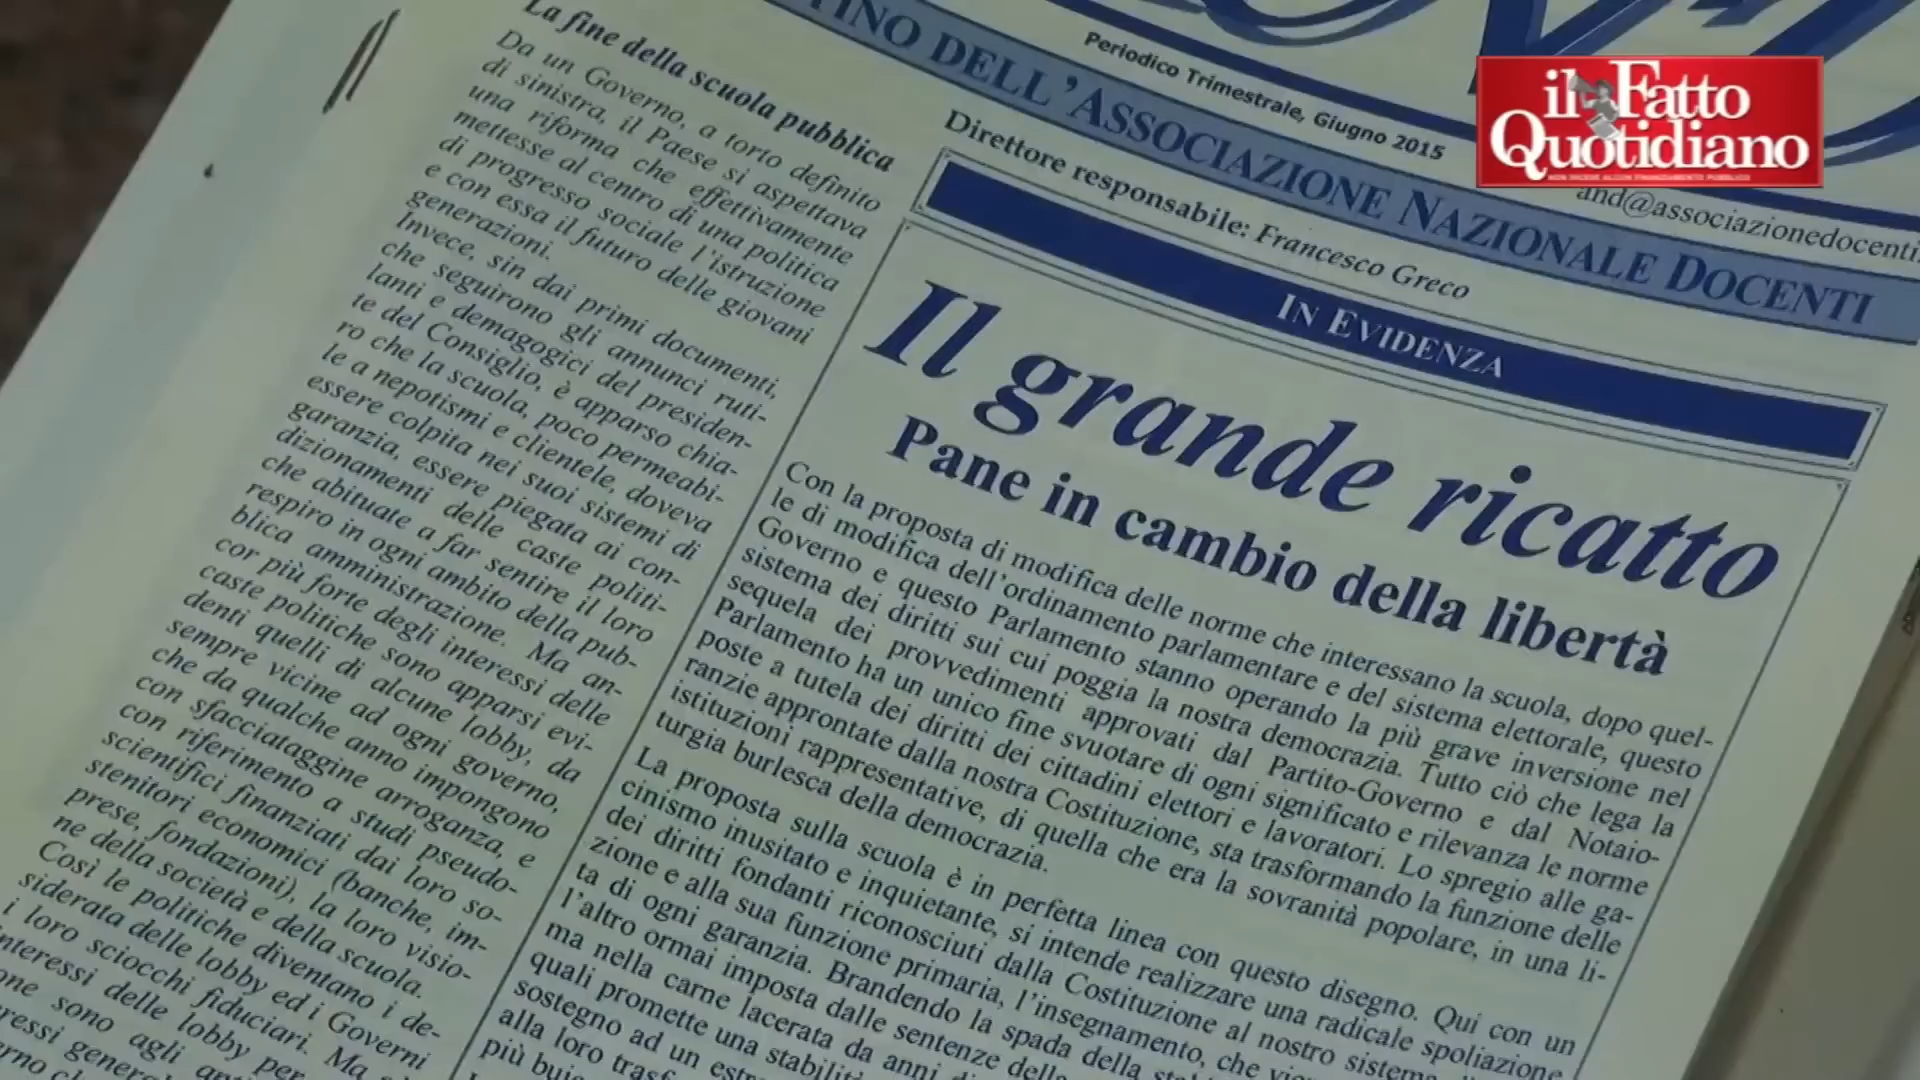 il Fatto
Quotidiano
NON RICEVE ALCUN FINANZIAMENTO PUBBLICO
Periodico Trimestrale, Giugno 2015
TINO DELL'ASSOCIAZIONE NAZIONALE DOCENTI
Direttore responsabile: Francesco Greco
and@associazionedocenti.
La fine della scuola pubblica
Da un Governo, a torto definito
di sinistra, il Paese si aspettava
una riforma che effettivamente
mettesse al centro di una politica
di progresso sociale l'istruzione
e con essa il futuro delle giovani
generazioni.
Invece, sin dai primi documenti,
che seguirono gli annunci ruti-
lanti e demagogici del presiden-
te del Consiglio, è apparso chia-
ro che la scuola, poco permeabi-
le a nepotismi e clientele, doveva
essere colpita nei suoi sistemi di
garanzia, essere piegata ai con-
dizionamenti delle caste politi-
che abituate a far sentire il loro
respiro in ogni ambito della pub-
blica amministrazione. Ma an-
cor più forte degli interessi delle
caste politiche sono apparsi evi-
denti quelli di alcune lobby, da
sempre vicine ad ogni governo,
che da qualche anno impongono
con sfacciataggine arroganza, e
con riferimento a studi pseudo-
scientifici finanziati dai loro so-
stenitori economici (banche, im-
prese, fondazioni), la loro visio-
ne della società e della scuola.
Così le politiche diventano i de-
siderata delle lobby ed i Governi
i loro sciocchi fiduciari. Ma
nteressi delle lobby per
one sono agli
ressi general
IN EVIDENZA
Il grande ricatto
Pane in cambio della libertà
Con la proposta di modifica delle norme che interessano la scuola, dopo quel-
le di modifica dell'ordinamento parlamentare e del sistema elettorale, questo
Governo e questo Parlamento stanno operando la più grave inversione nel
sistema dei diritti su cui poggia la nostra democrazia. Tutto ciò che lega la
sequela dei provvedimenti approvati dal Partito-Governo e dal Notaio-
Parlamento ha un unico fine svuotare di ogni significato e rilevanza le norme
poste a tutela dei diritti dei cittadini elettori e lavoratori. Lo spregio alle ga-
ranzie approntate dalla nostra Costituzione, sta trasformando la funzione delle
istituzioni rappresentative, di quella che era la sovranità popolare, in una li-
turgia burlesca della democrazia.
La proposta sulla scuola è in perfetta linea con questo disegno. Qui con un
cinismo inusitato e inquietante, si intende realizzare una radicale spoliazione
dei diritti fondanti riconosciuti dalla Costituzione al nostro
zione e alla sua funzione primaria, l'insegnamento, che
ta di ogni garanzia. Brandendo la spada della
l'altro ormai imposto dalle sentenze
ma nella carne lacerata da anni
quali promette una stabilit
sostegno ad un
alla loro
più